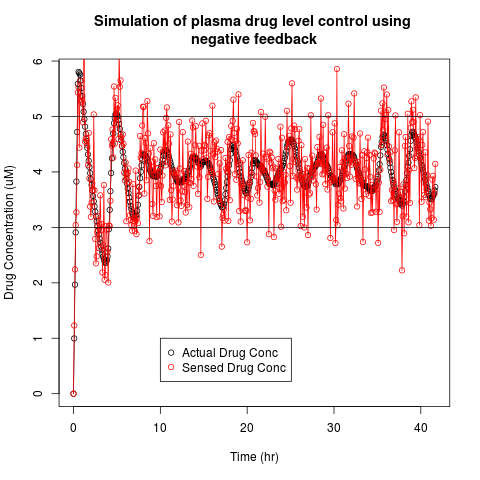 Simulation of plasma drug level control using
negative feedback
Drug Concentration (uM)
6
5
4
3
2
1
0
Actual Drug Conc
Sensed Drug Conc
0 10 20 30 40
Time (hr)